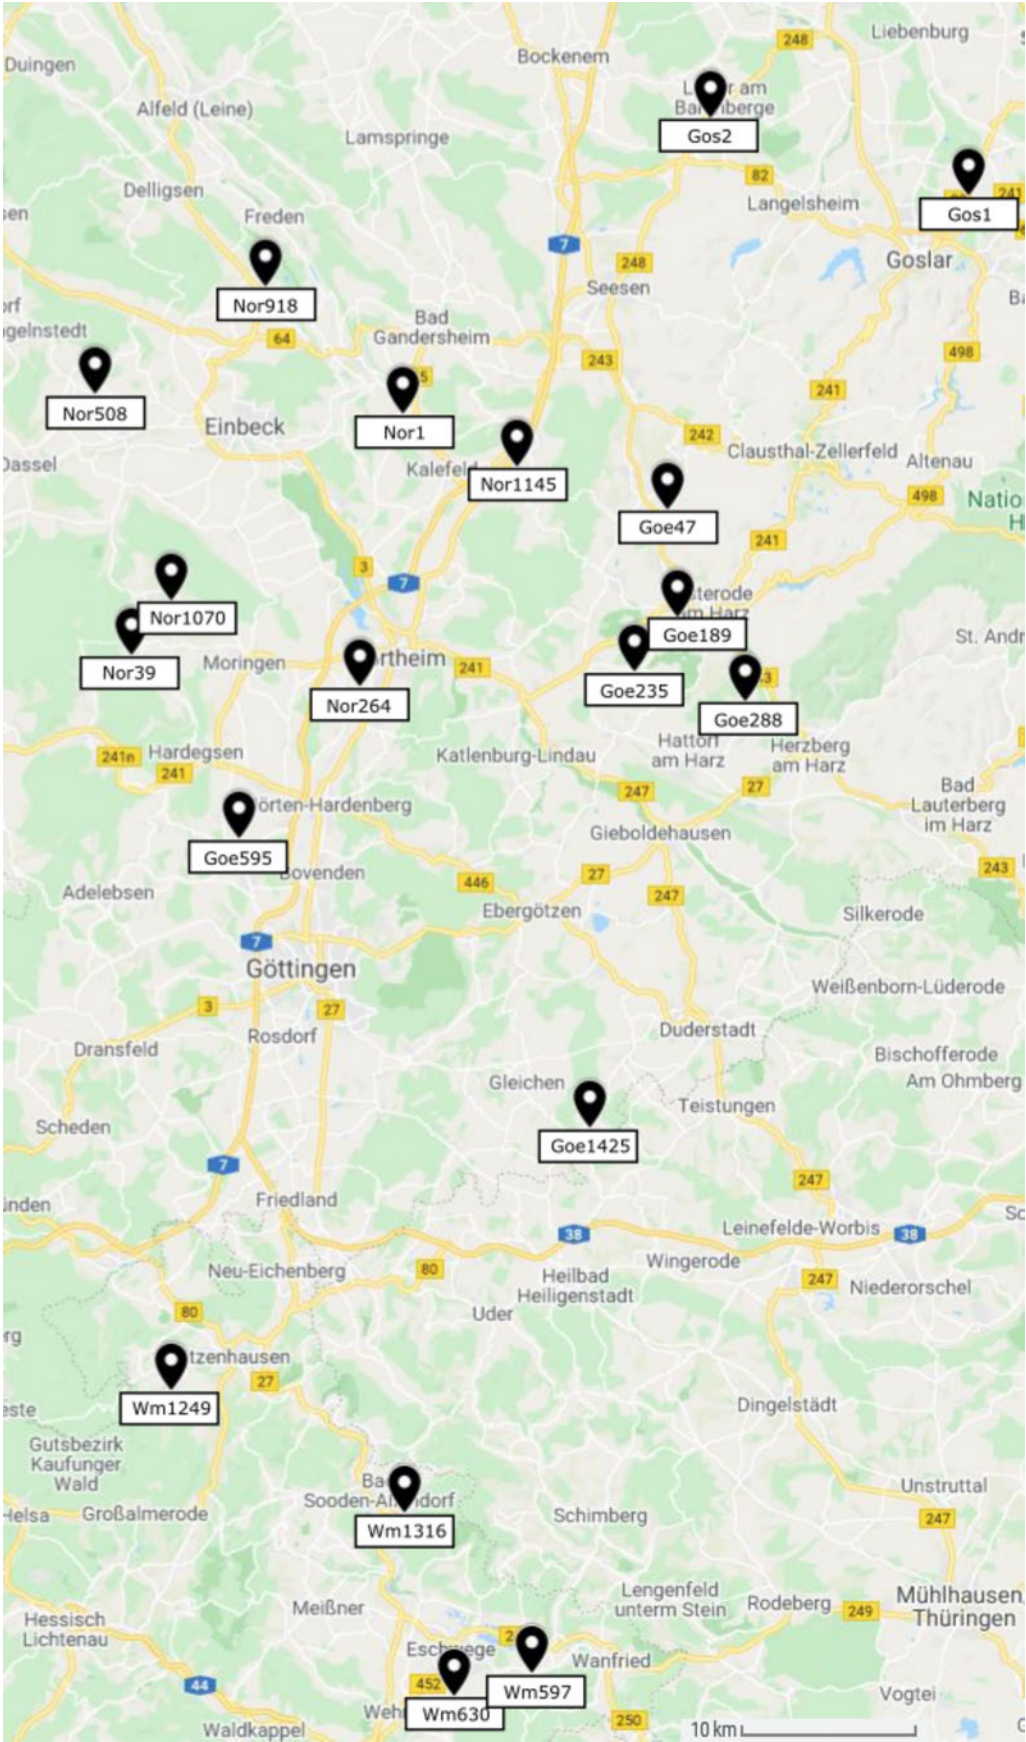 248
Liebenburg
Bockenem
Duingen
Alfeld (Leine)
Gos2
Lamspringe
82
Delligsen
Langelsheim
241
Gos1
Freden
7
248
Goslar
Seesen
Nor918
Bad
Gandersheim
64
243
498
Nor508
241
Nor1
Einbeck
242
Clausthal-Zellerfeld
Kalefeld
Altenau
Nor1145
498
Goe47
241
3
7
Nor1070
Goe189
Nor39
Moringen
241
Goe235
Nor264
Goe288
Hardegsen
241n
241
Katlenburg-Lindau
Hattorf
am Harz
Herzberg
am Harz
27
247
Bad
Lauterberg
im Harz
Gieboldehausen
Goe595
Bovenden
243
27
446
247
Adelebsen
Ebergötzen
Silkerode
7
Göttingen
Weißenborn-Lüderode
3
27
Rosdorf
Duderstadt
Dransfeld
Bischofferode
Am Ohmberg
Gleichen
Teistungen
Scheden
Goe1425
7
247
Friedland
38
Leinefelde-Worbis
38
Wingerode
Neu-Eichenberg
80
Heilbad
Heiligenstadt
247
Niederorschel
80
Uder
27
Wm1249
Dingelstädt
Gutsbezirk
Kaufunger
Wald
Unstruttal
Helsa
Großalmerode
Schimberg
247
Wm1316
Lengenfeld
unterm Stein
Rodeberg
249
Mühlhausen/
Thüringen
Meißner
Hessisch
Lichtenau
Eschwege
Wanfried
452
44
Wm597
Vogtei
Wm630
250
Waldkappel
10 km